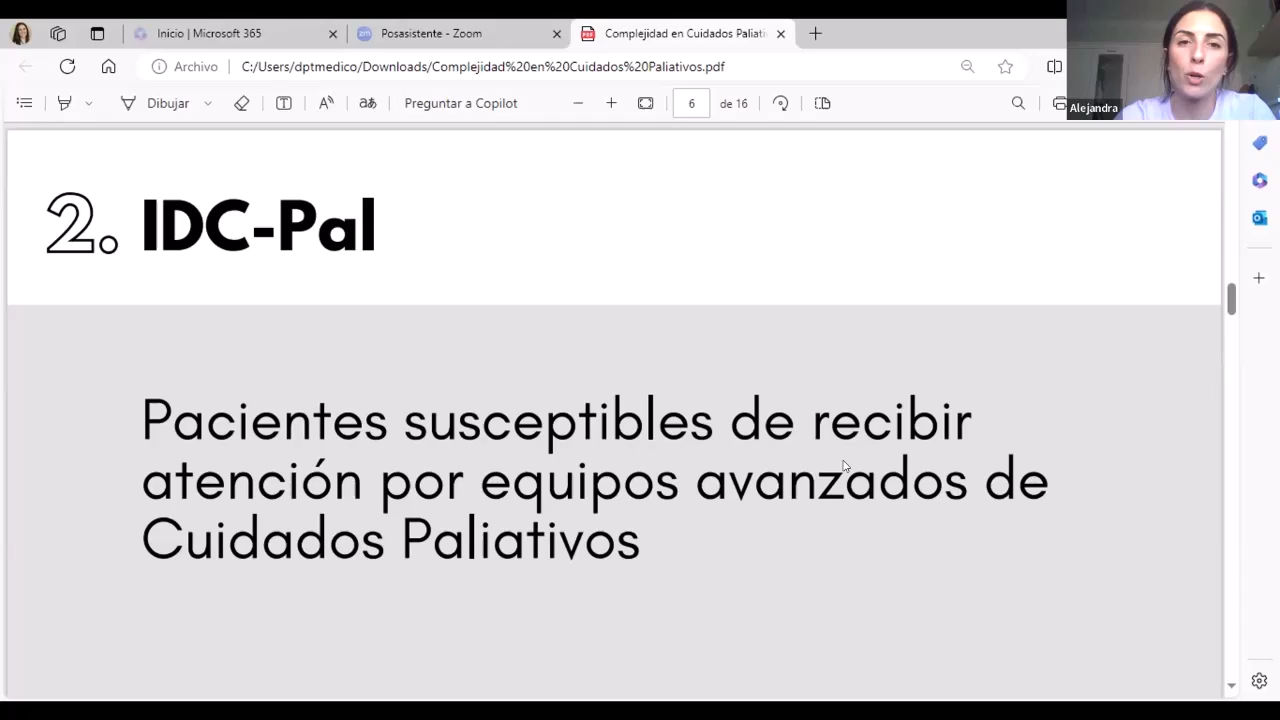 Inicio | Microsoft 365
zm Posasistente - Zoom
PDF Complejidad en Cuidados Paliati
Archivo
C:/Users/dptmedico/Downloads/Complejidad%20en%20Cuidados%20Paliativos.pdf
Dibujar
Preguntar a Copilot
6 de 16
Alejandra
2. IDC-Pal
Pacientes susceptibles de recibir
atención por equipos avanzados de
Cuidados Paliativos